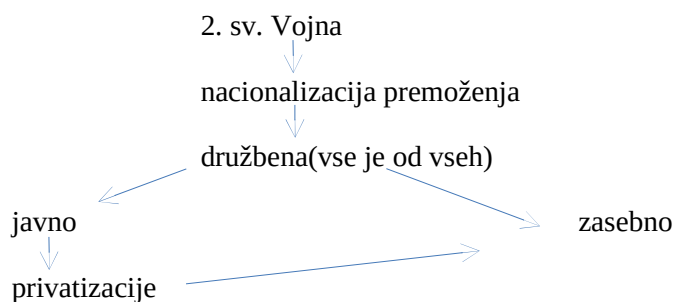 2. sv. Vojna
nacionalizacija premoženja
družbena(vse je od vseh)
javno
zasebno
privatizacije